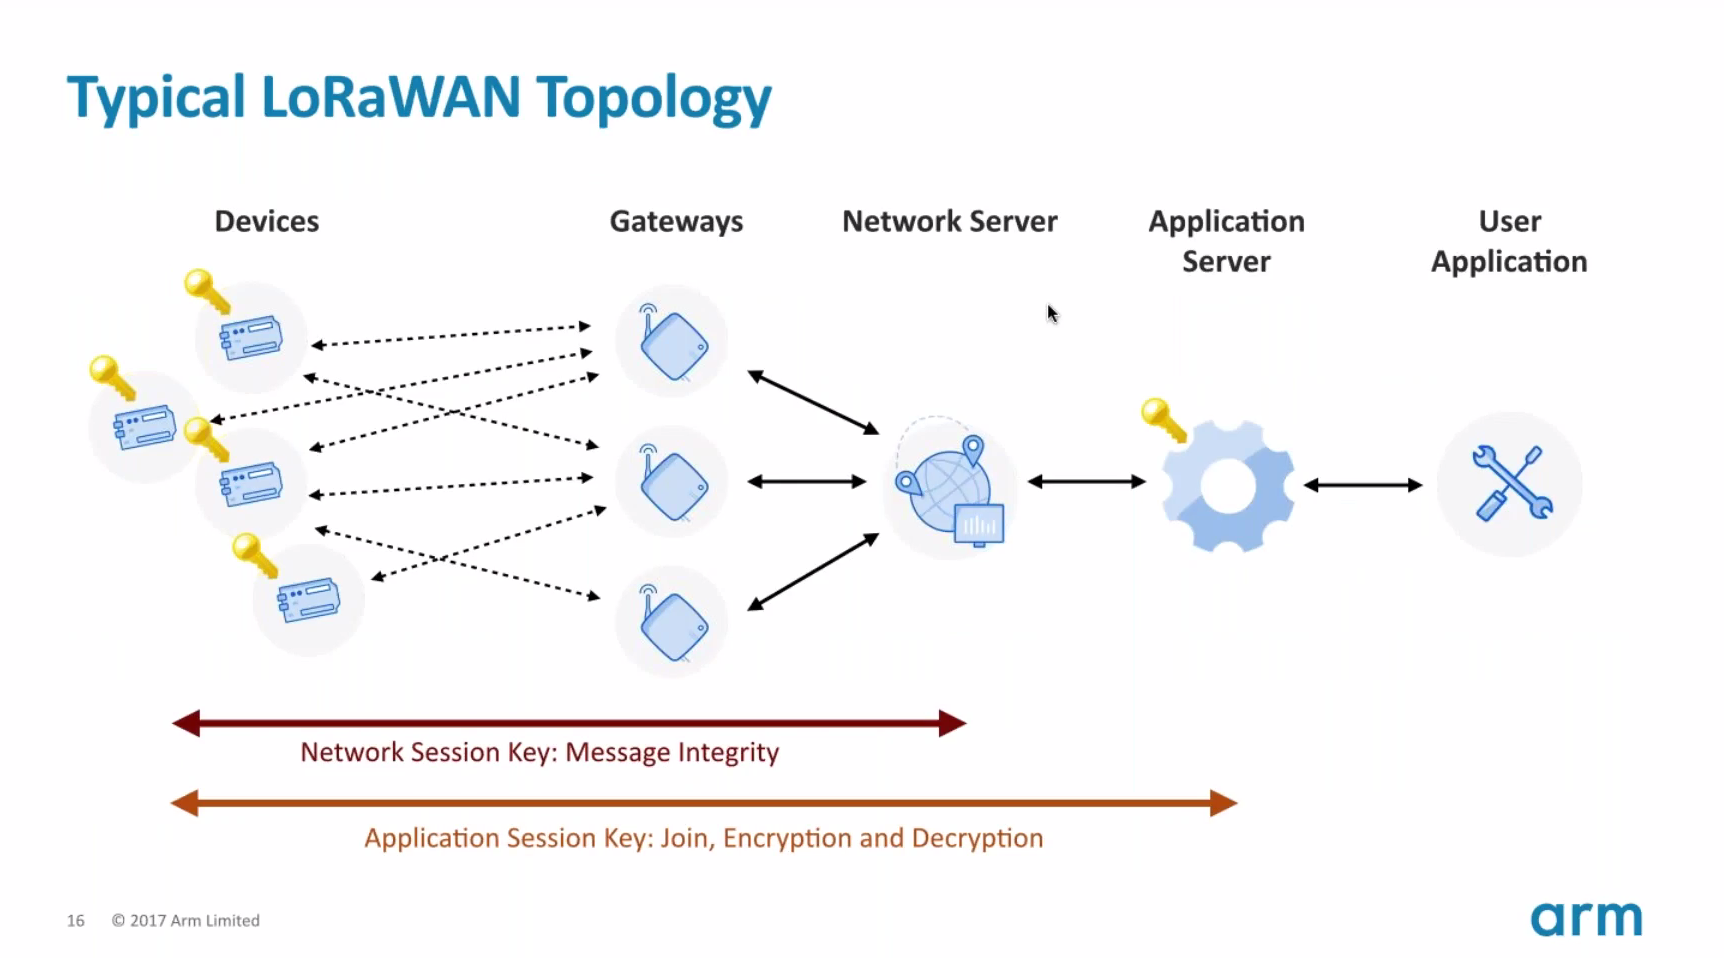 Typical LoRaWAN Topology
Devices
Gateways
Network Server
Application
Server
User
Application
Network Session Key: Message Integrity
Application Session Key: Join, Encryption and Decryption
16 © 2017 Arm Limited
arm